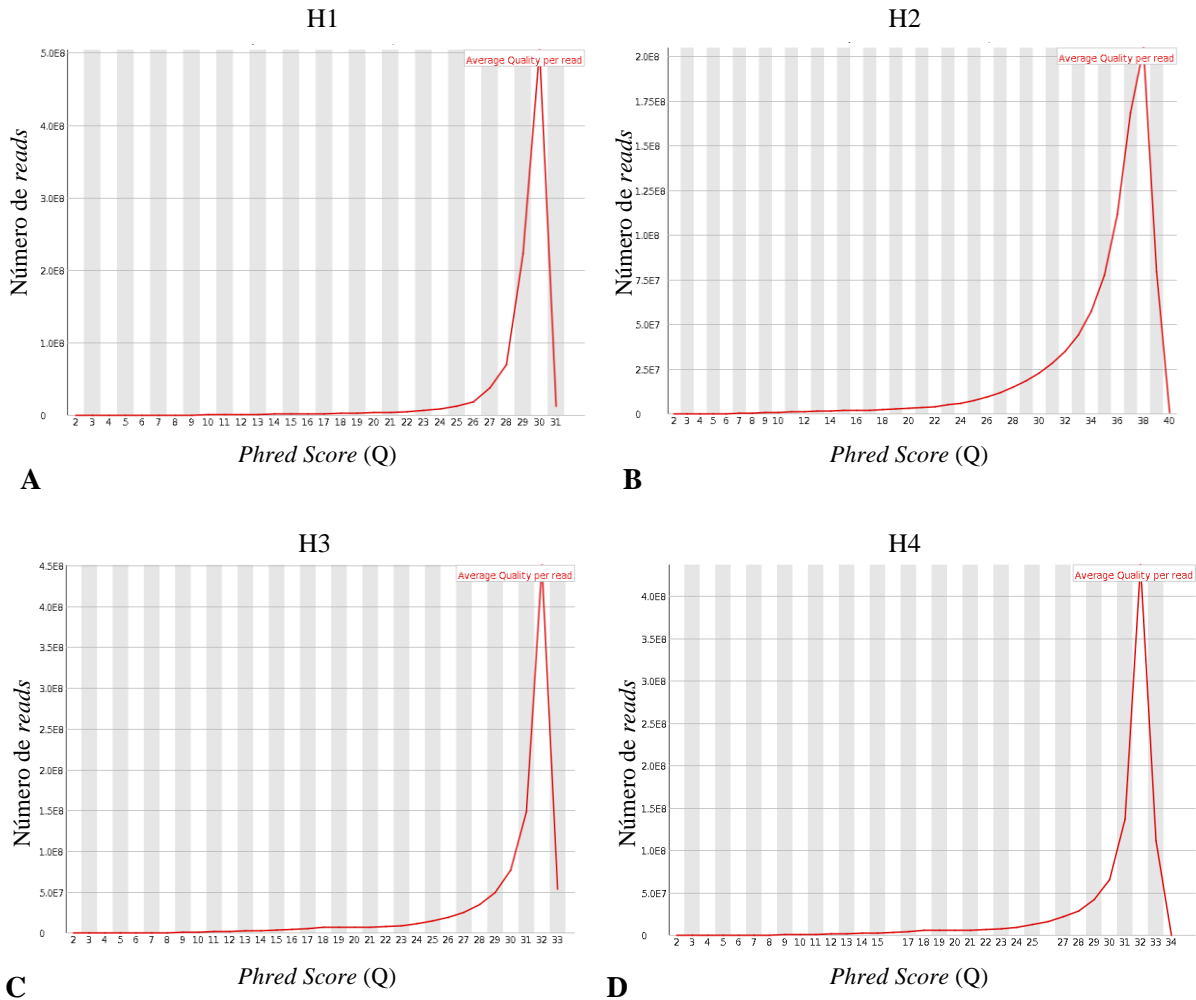 H1
5.0E8
4.0E8
3.0E8
2.0E8
1.0E8
0
Número de reads
Average Quality per read
2 3 4 5 6 7 8 9 10 11 12 13 14 15 16 17 18 19 20 21 22 23 24 25 26 27 28 29 30 31
Phred Score (Q)
A
H2
2.0E8
1.75E8
1.5E8
1.25E8
1.0E8
7.5E7
5.0E7
2.5E7
0
Número de reads
Average Quality per read
2 3 4 5 6 7 8 9 10 11 12 13 14 15 16 18 20 22 24 26 28 30 32 34 36 38 40
Phred Score (Q)
B
H3
4.5E8
4.0E8
3.5E8
3.0E8
2.5E8
2.0E8
1.5E8
1.0E8
5.0E7
0
Número de reads
Average Quality per read
2 3 4 5 6 7 8 9 10 11 12 13 14 15 16 17 18 19 20 21 22 23 24 25 26 27 28 29 30 31 32 33
Phred Score (Q)
C
H4
4.0E8
3.5E8
3.0E8
2.5E8
2.0E8
1.5E8
1.0E8
5.0E7
0
Número de reads
Average Quality per read
2 3 4 5 6 7 8 9 10 11 12 13 14 15 17 18 19 20 21 22 23 24 25 27 28 29 30 31 32 33 34
Phred Score (Q)
D